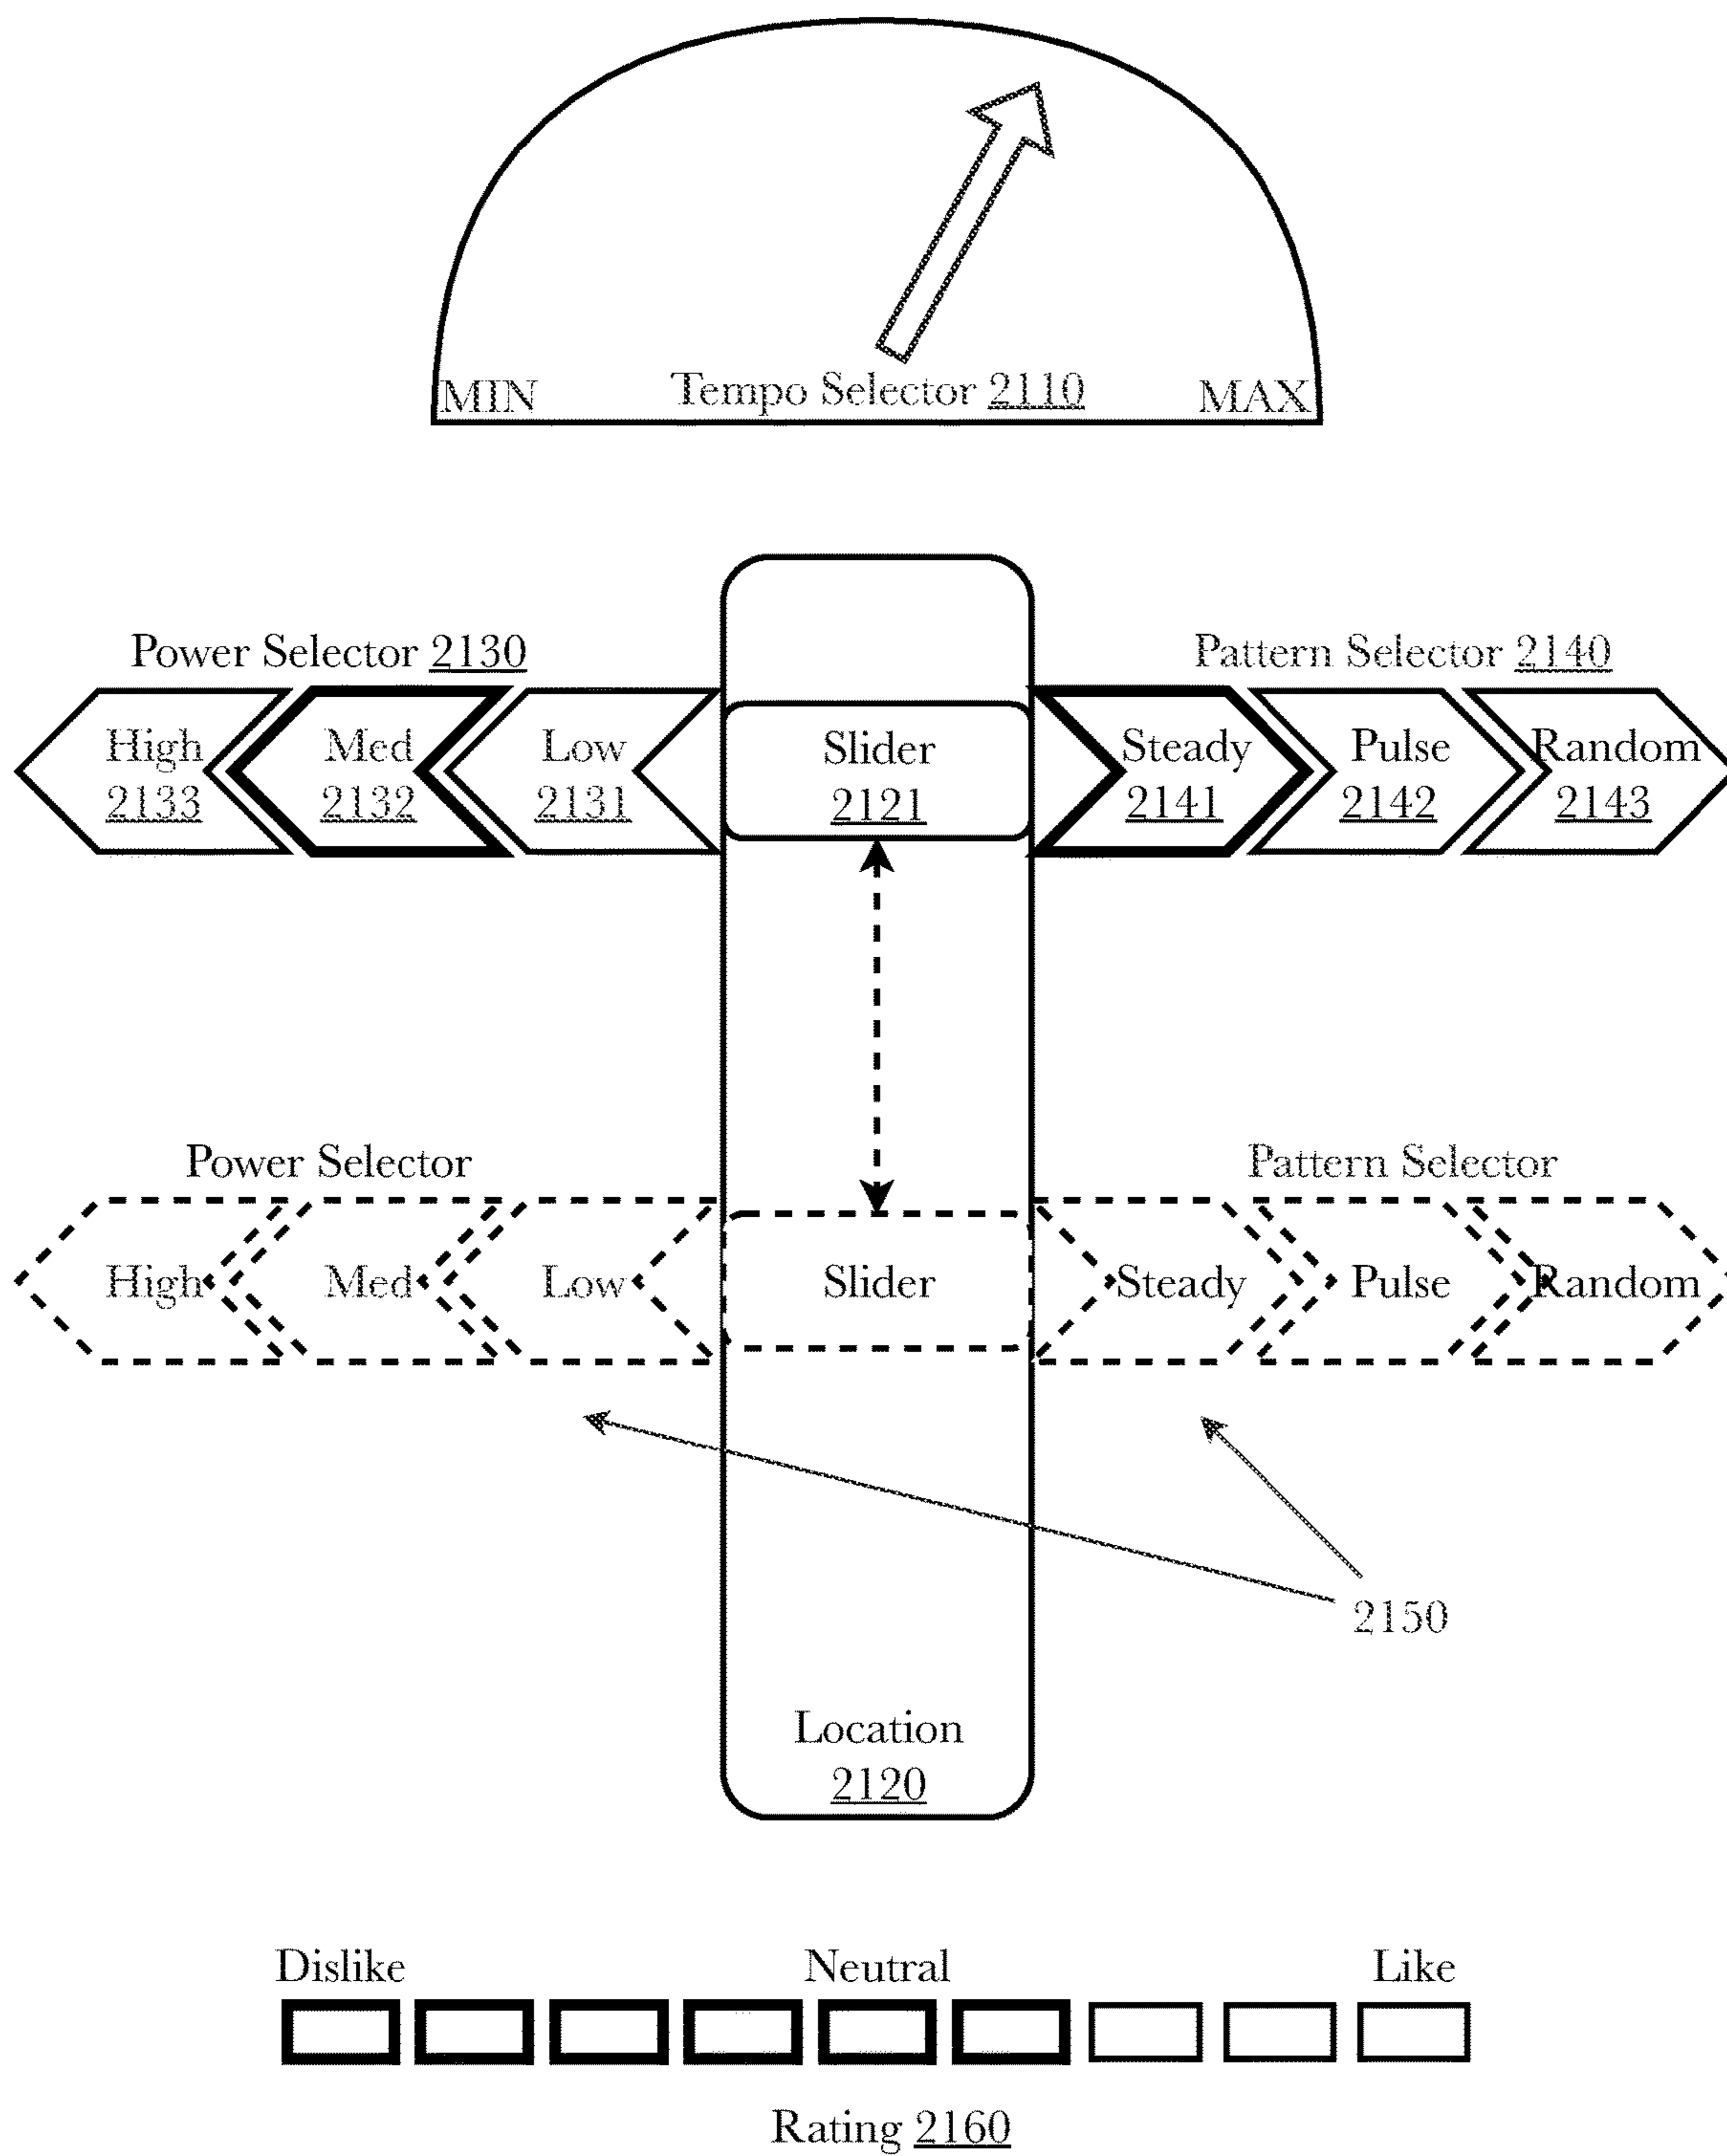 MIN
Tempo Selector 2110
MAX
Power Selector 2130
Pattern Selector 2140
High
2133
Med
2132
Low
2131
Slider
2121
Steady
2141
Pulse
2142
Random
2143
Power Selector
Pattern Selector
High
Med
Low
Slider
Steady
Pulse
Random
2150
Location
2120
Dislike
Neutral
Like
Rating 2160